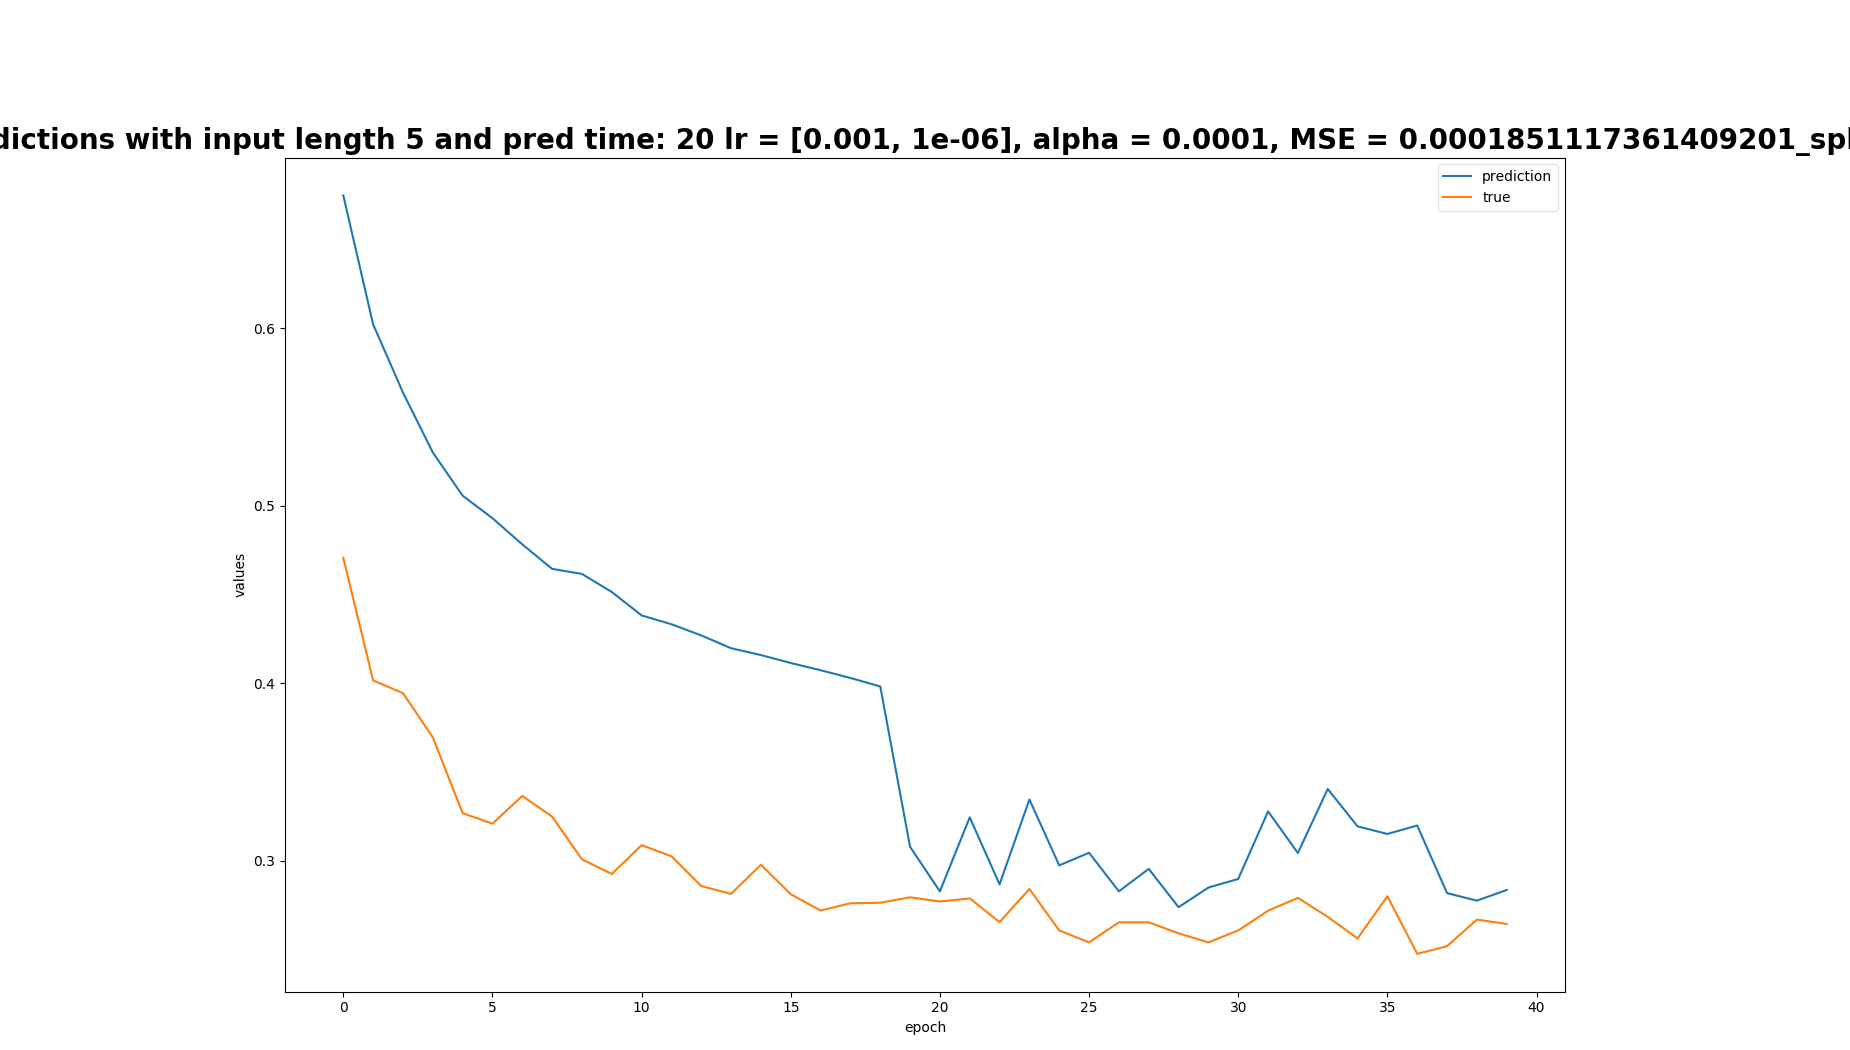 dictions with input length 5 and pred time: 20 lr = [0.001, 1e-06], alpha = 0.0001, MSE = 0.0001851117361409201_spl
prediction
true
0.6
0.5
0.4
0.3
values
0 5 10 15 20 25 30 35 40
epoch